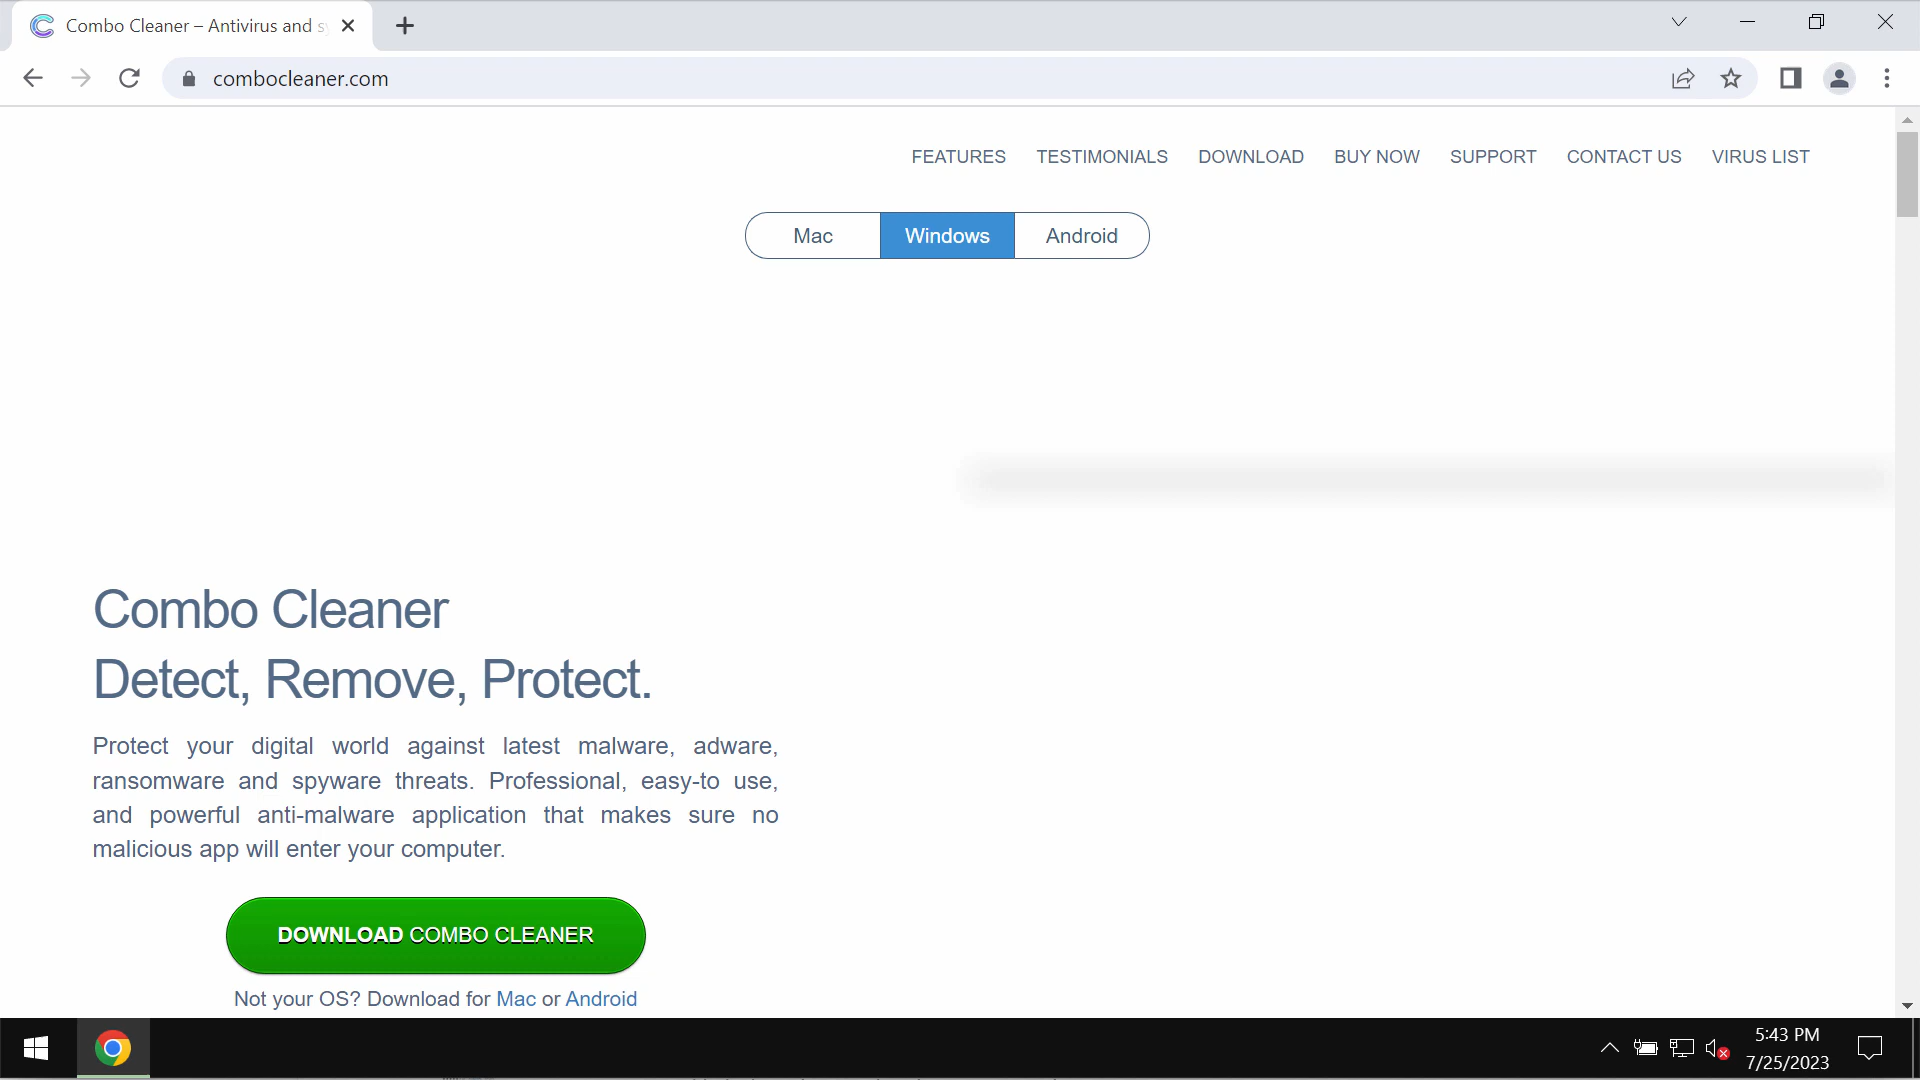 Combo Cleaner – Antivirus and s
combocleaner.com
FEATURES TESTIMONIALS DOWNLOAD BUY NOW SUPPORT CONTACT US VIRUS LIST
Mac Windows Android
Combo Cleaner
Detect, Remove, Protect.
Protect your digital world against latest malware, adware,
ransomware and spyware threats. Professional, easy-to use,
and powerful anti-malware application that makes sure no
malicious app will enter your computer.
DOWNLOAD COMBO CLEANER
Not your OS? Download for Mac or Android
5:43 PM
7/25/2023